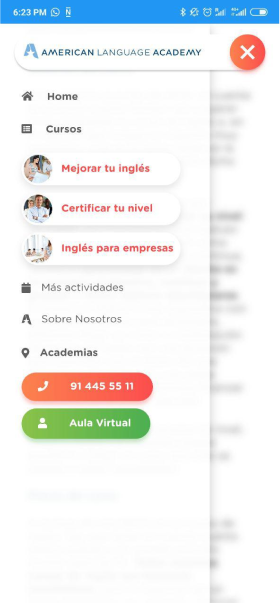 6:23 PM
AMERICAN LANGUAGE ACADEMY
Home
Cursos
Mejorar tu inglés
Certificar tu nivel
Inglés para empresas
Más actividades
Sobre Nosotros
Academias
91 445 55 11
Aula Virtual